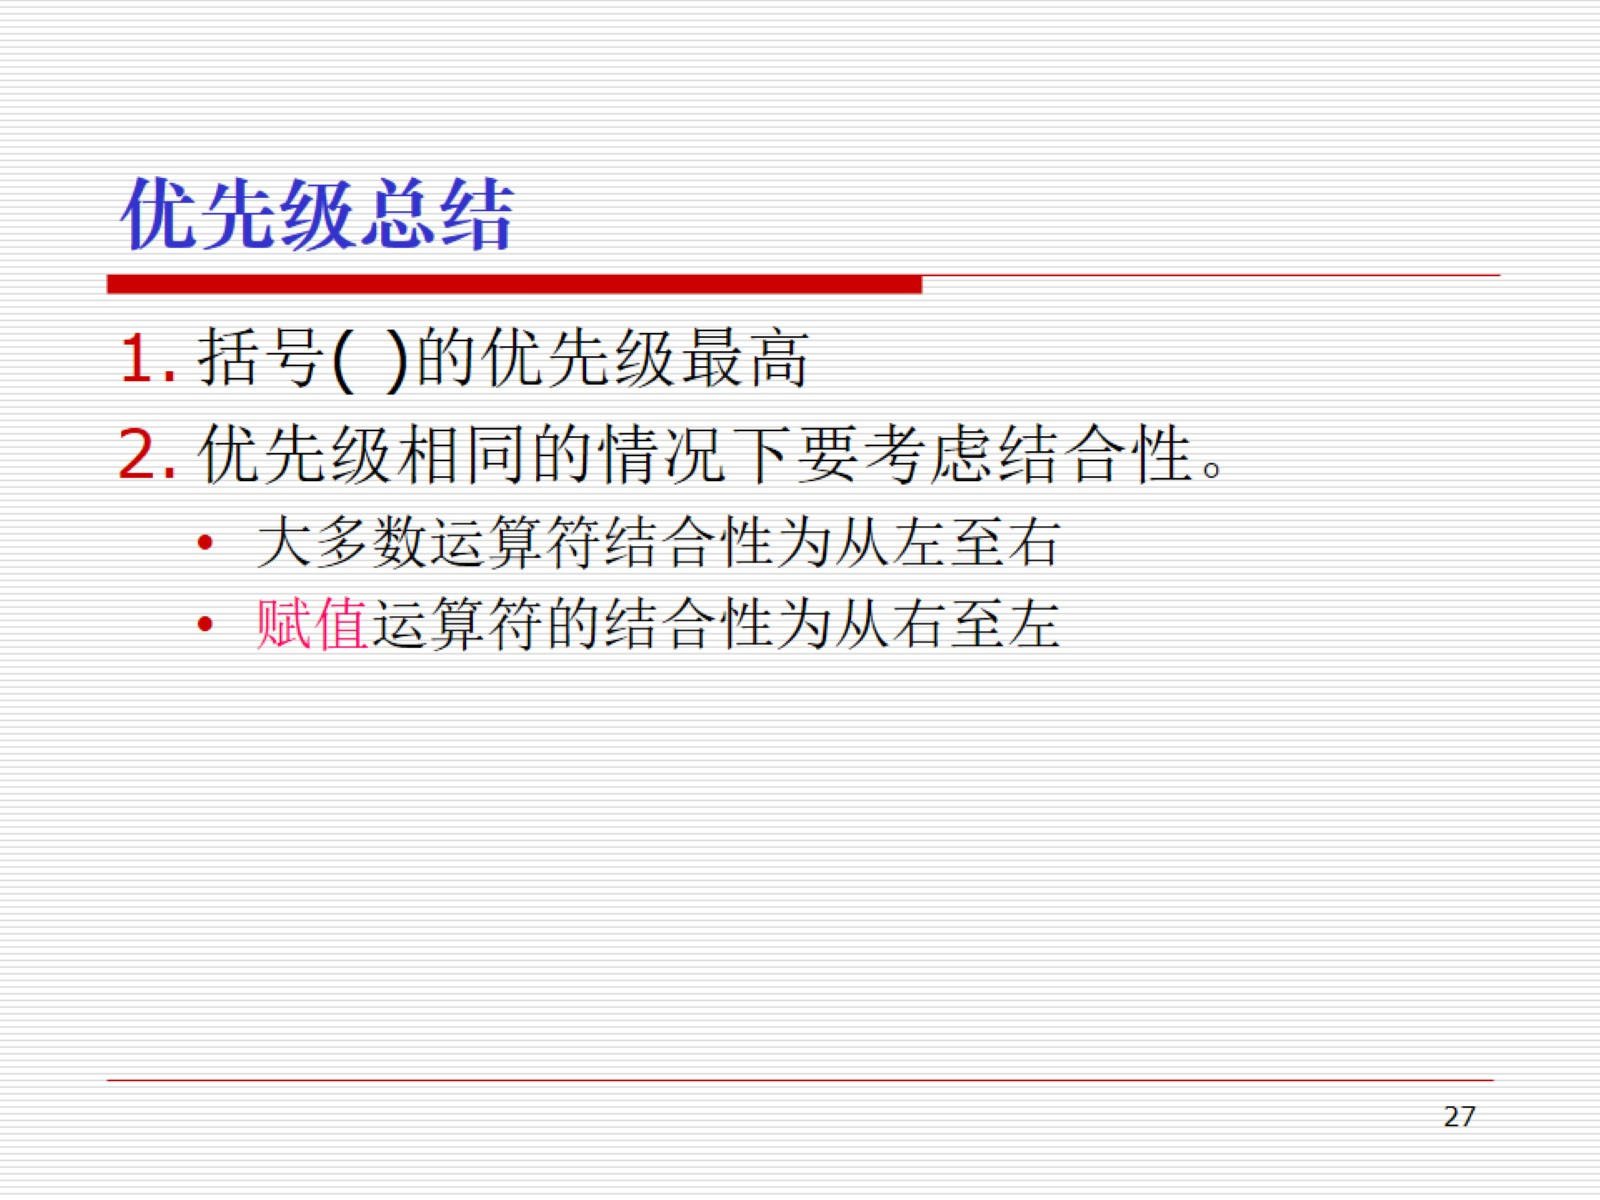 优先级总结
1. 括号( )的优先级最高
2. 优先级相同的情况下要考虑结合性。
• 大多数运算符结合性为从左至右
• 赋值运算符的结合性为从右至左
27